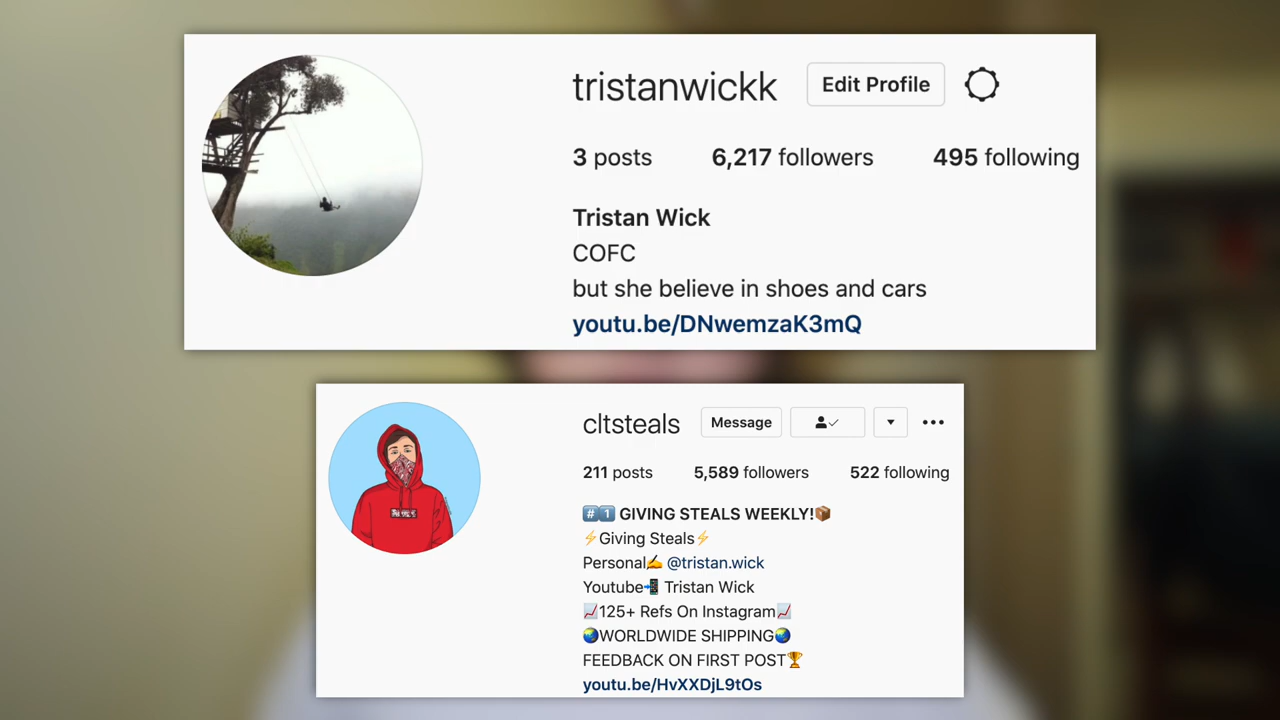 tristanwickk Edit Profile
3 posts 6,217 followers 495 following
Tristan Wick
COFC
but she believe in shoes and cars
youtu.be/DNwemzaK3mQ
cltsteals Message
211 posts 5,589 followers 522 following
#️⃣1️⃣ GIVING STEALS WEEKLY!📦
⚡Giving Steals⚡
Personal✍️ @tristan.wick
Youtube📲 Tristan Wick
📈125+ Refs On Instagram📈
🌏WORLDWIDE SHIPPING🌏
FEEDBACK ON FIRST POST🏆
youtu.be/HvXXDjL9tOs